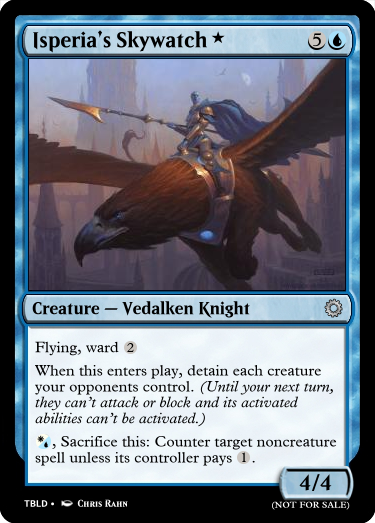 Isperia's Skywatch ★
5
Creature — Vedalken Knight
Flying, ward 2
When this enters play, detain each creature
your opponents control. (Until your next turn,
they can't attack or block and its activated
abilities can't be activated.)
, Sacrifice this: Counter target noncreature
spell unless its controller pays 1.
4/4
TBLD • Chris Rahn
(NOT FOR SALE)